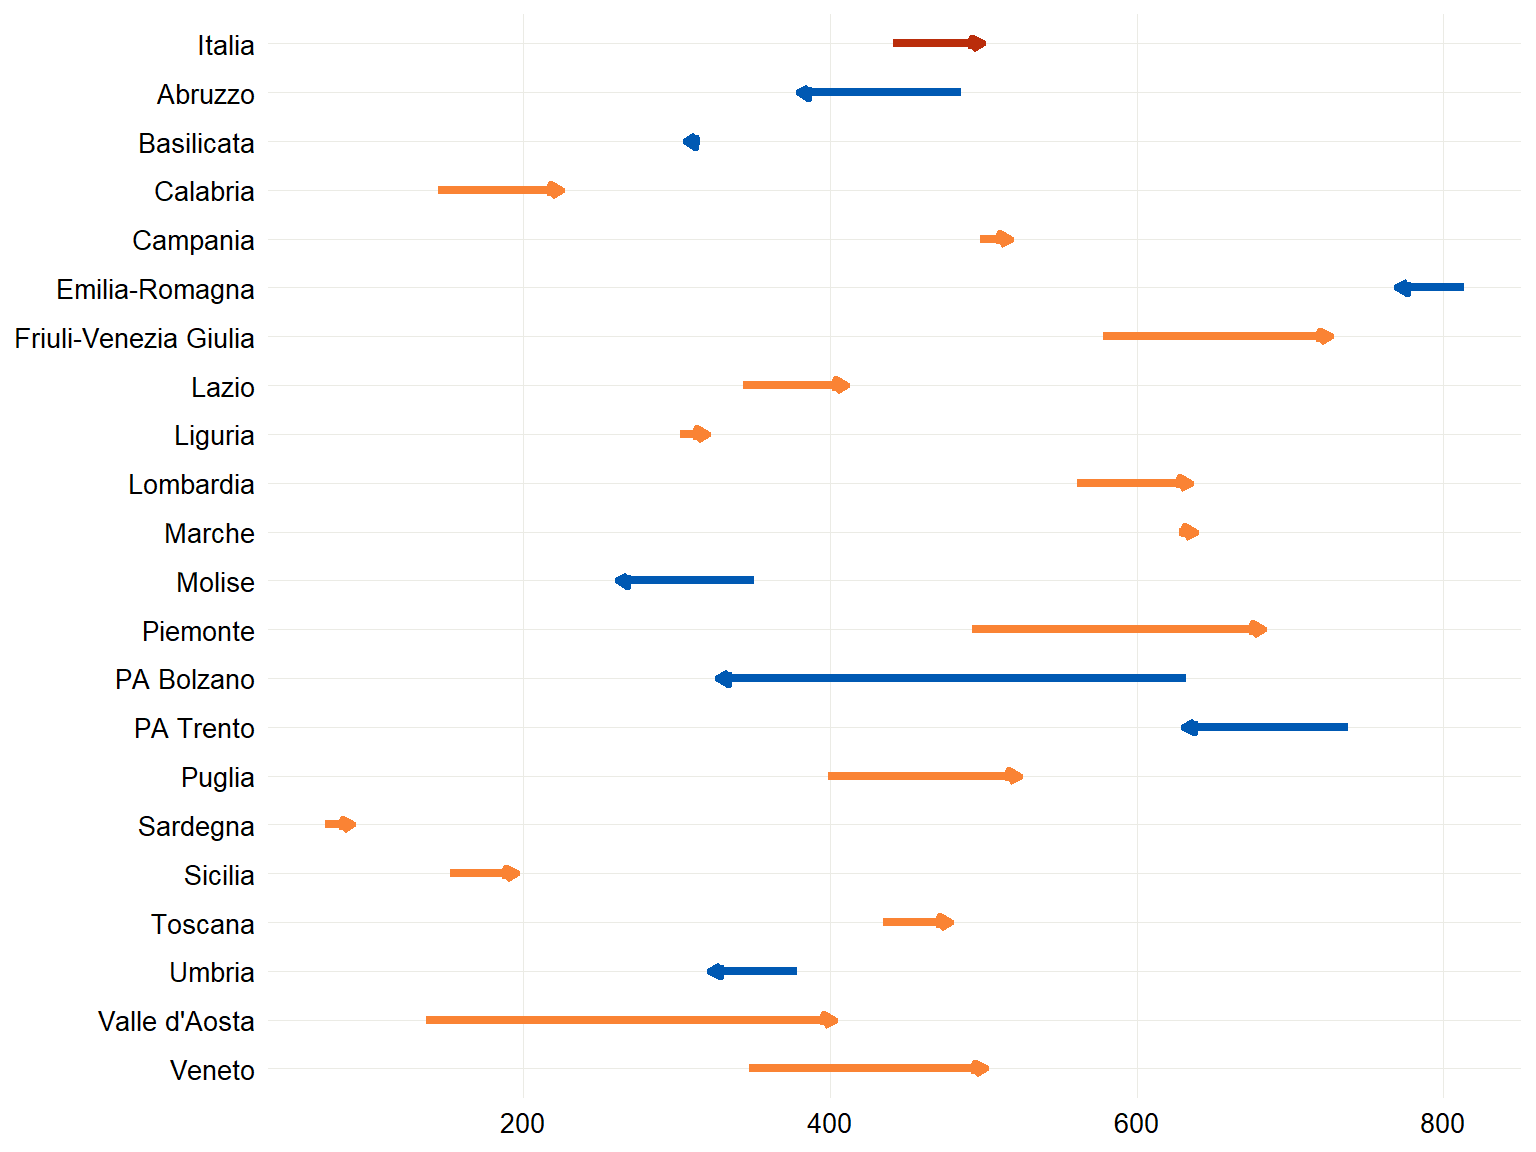 Italia
Abruzzo
Basilicata
Calabria
Campania
Emilia-Romagna
Friuli-Venezia Giulia
Lazio
Liguria
Lombardia
Marche
Molise
Piemonte
PA Bolzano
PA Trento
Puglia
Sardegna
Sicilia
Toscana
Umbria
Valle d'Aosta
Veneto
200 400 600 800